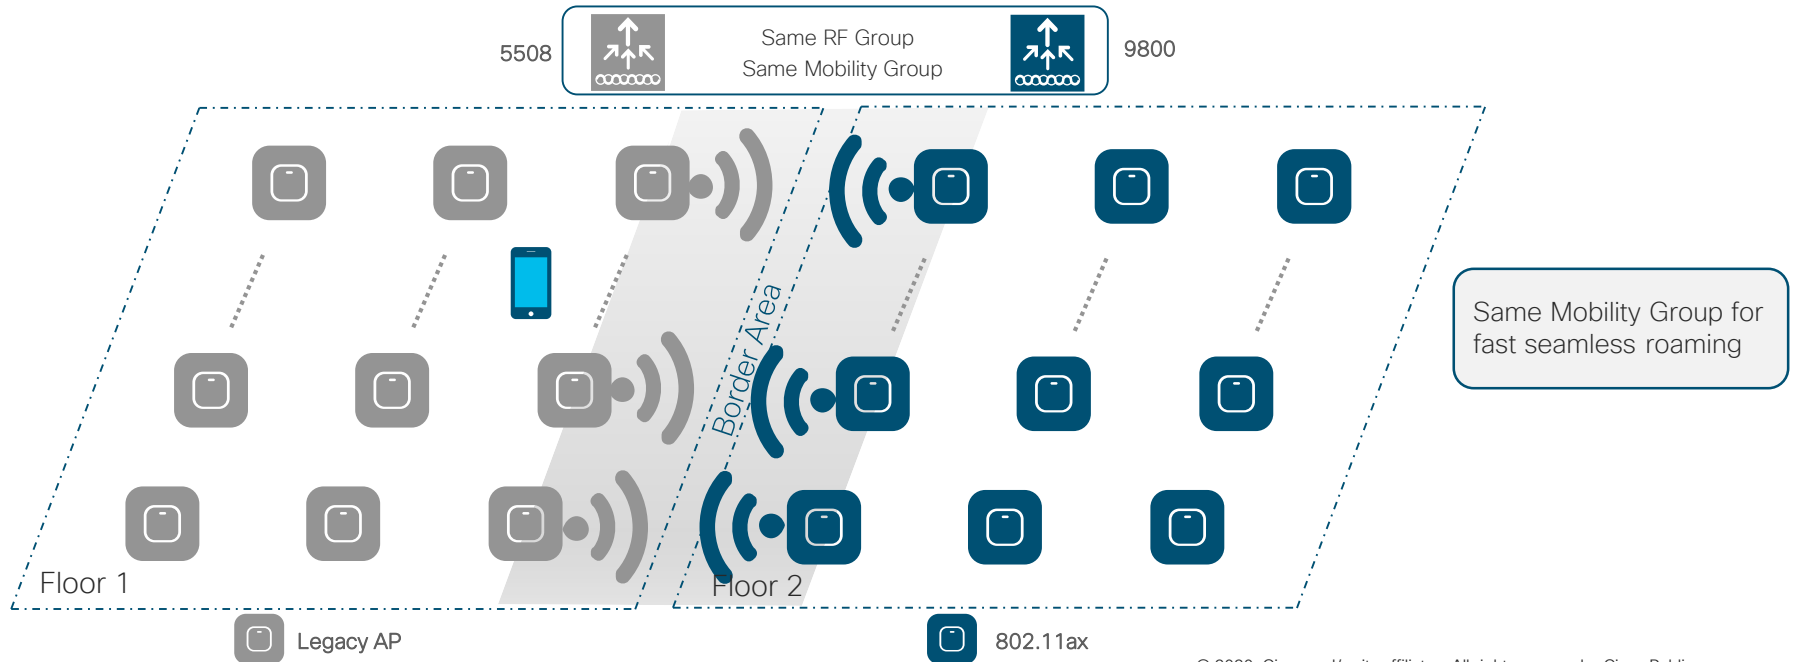 5508
Same RF Group
Same Mobility Group
9800
Border Area
Same Mobility Group for
fast seamless roaming
Floor 1
Floor 2
Legacy AP
802.11ax